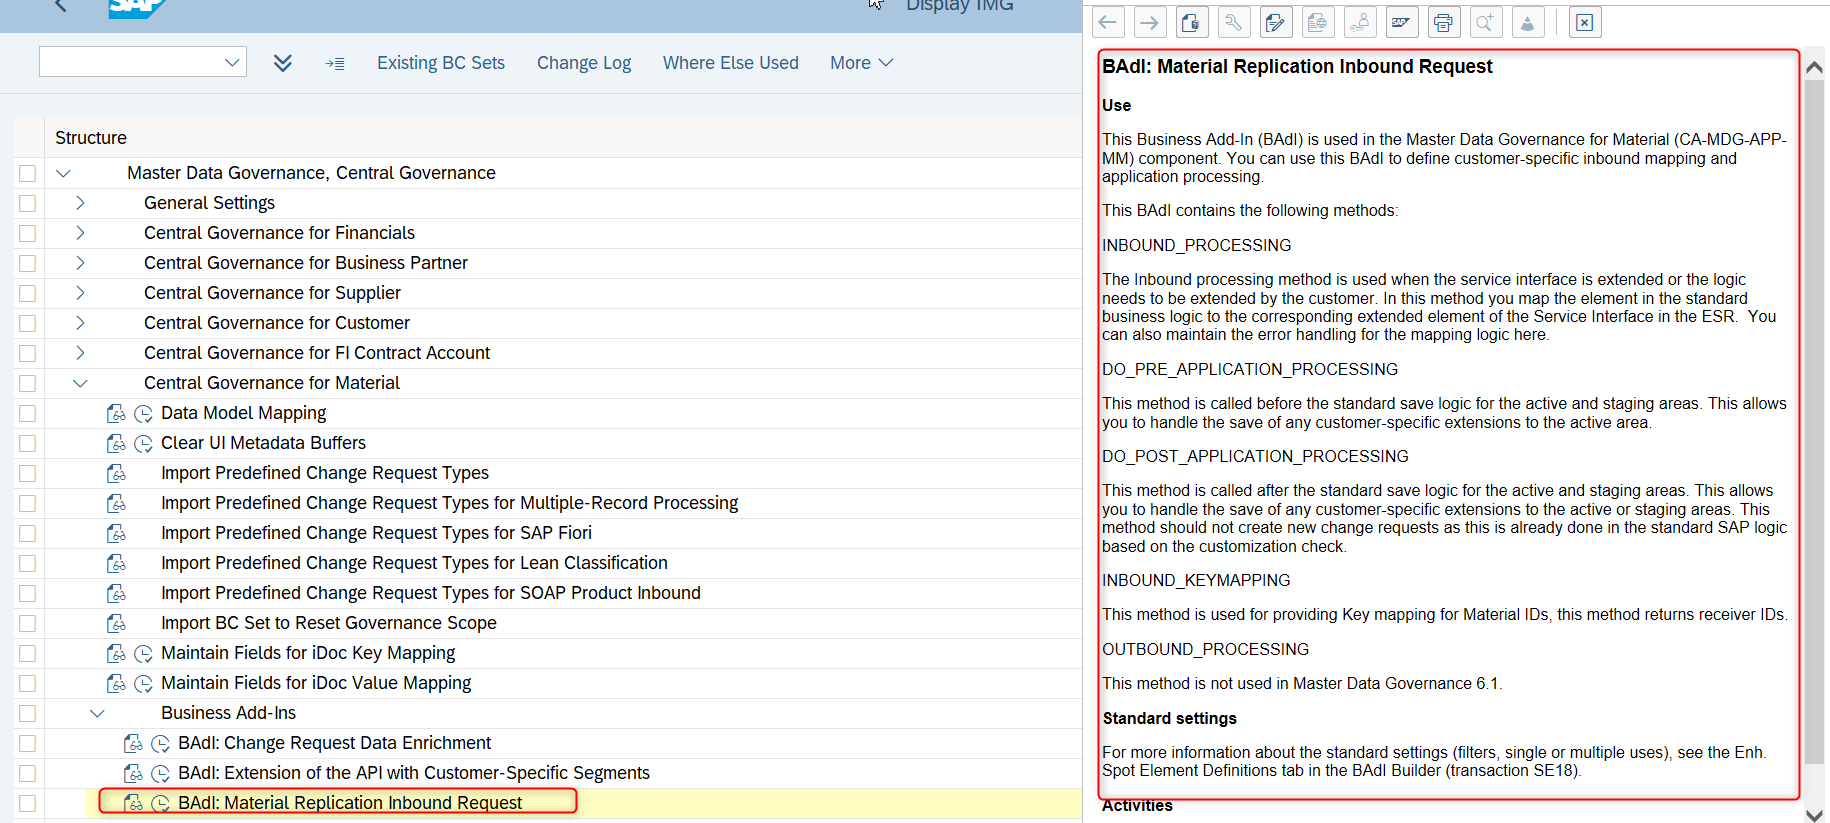 SAP
Display IMG
Existing BC Sets
Change Log
Where Else Used
More
Structure
Master Data Governance, Central Governance
General Settings
Central Governance for Financials
Central Governance for Business Partner
Central Governance for Supplier
Central Governance for Customer
Central Governance for FI Contract Account
Central Governance for Material
Data Model Mapping
Clear UI Metadata Buffers
Import Predefined Change Request Types
Import Predefined Change Request Types for Multiple-Record Processing
Import Predefined Change Request Types for SAP Fiori
Import Predefined Change Request Types for Lean Classification
Import Predefined Change Request Types for SOAP Product Inbound
Import BC Set to Reset Governance Scope
Maintain Fields for iDoc Key Mapping
Maintain Fields for iDoc Value Mapping
Business Add-Ins
BAdI: Change Request Data Enrichment
BAdI: Extension of the API with Customer-Specific Segments
BAdI: Material Replication Inbound Request
BAdI: Material Replication Inbound Request
Use
This Business Add-In (BAdI) is used in the Master Data Governance for Material (CA-MDG-APP-
MM) component. You can use this BAdI to define customer-specific inbound mapping and
application processing.
This BAdI contains the following methods:
INBOUND_PROCESSING
The Inbound processing method is used when the service interface is extended or the logic
needs to be extended by the customer. In this method you map the element in the standard
business logic to the corresponding extended element of the Service Interface in the ESR.  You
can also maintain the error handling for the mapping logic here.
DO_PRE_APPLICATION_PROCESSING
This method is called before the standard save logic for the active and staging areas. This allows
you to handle the save of any customer-specific extensions to the active area.
DO_POST_APPLICATION_PROCESSING
This method is called after the standard save logic for the active and staging areas. This allows
you to handle the save of any customer-specific extensions to the active or staging areas. This
method should not create new change requests as this is already done in the standard SAP logic
based on the customization check.
INBOUND_KEYMAPPING
This method is used for providing Key mapping for Material IDs, this method returns receiver IDs.
OUTBOUND_PROCESSING
This method is not used in Master Data Governance 6.1.
Standard settings
For more information about the standard settings (filters, single or multiple uses), see the Enh.
Spot Element Definitions tab in the BAdI Builder (transaction SE18).
Activities